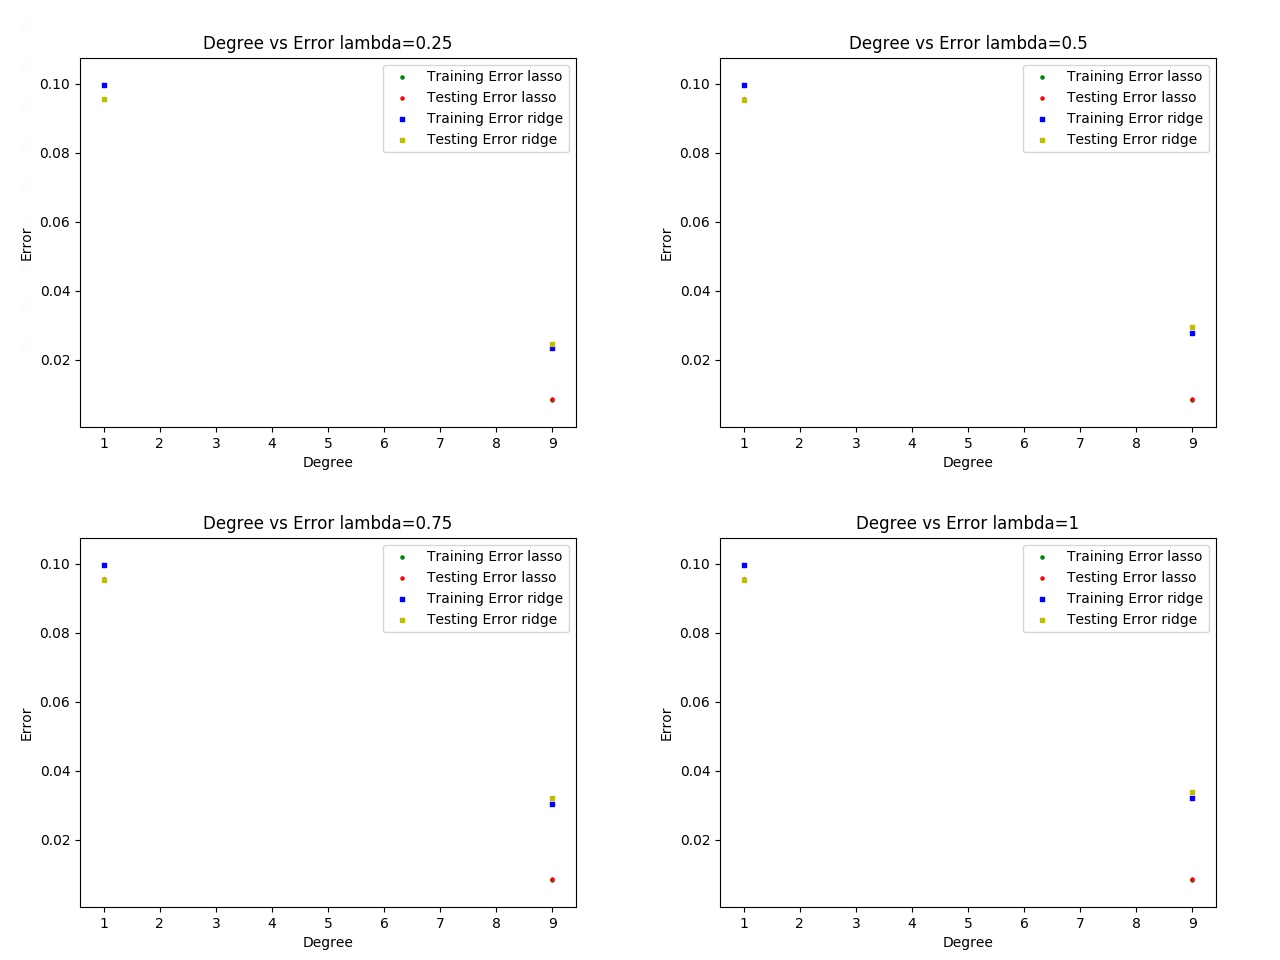 Degree vs Error lambda=0.25
Training Error lasso
Testing Error lasso
Training Error ridge
Testing Error ridge
0.10
0.08
0.06
0.04
0.02
Error
1 2 3 4 5 6 7 8 9
Degree
Degree vs Error lambda=0.5
Training Error lasso
Testing Error lasso
Training Error ridge
Testing Error ridge
0.10
0.08
0.06
0.04
0.02
Error
1 2 3 4 5 6 7 8 9
Degree
Degree vs Error lambda=0.75
Training Error lasso
Testing Error lasso
Training Error ridge
Testing Error ridge
0.10
0.08
0.06
0.04
0.02
Error
1 2 3 4 5 6 7 8 9
Degree
Degree vs Error lambda=1
Training Error lasso
Testing Error lasso
Training Error ridge
Testing Error ridge
0.10
0.08
0.06
0.04
0.02
Error
1 2 3 4 5 6 7 8 9
Degree